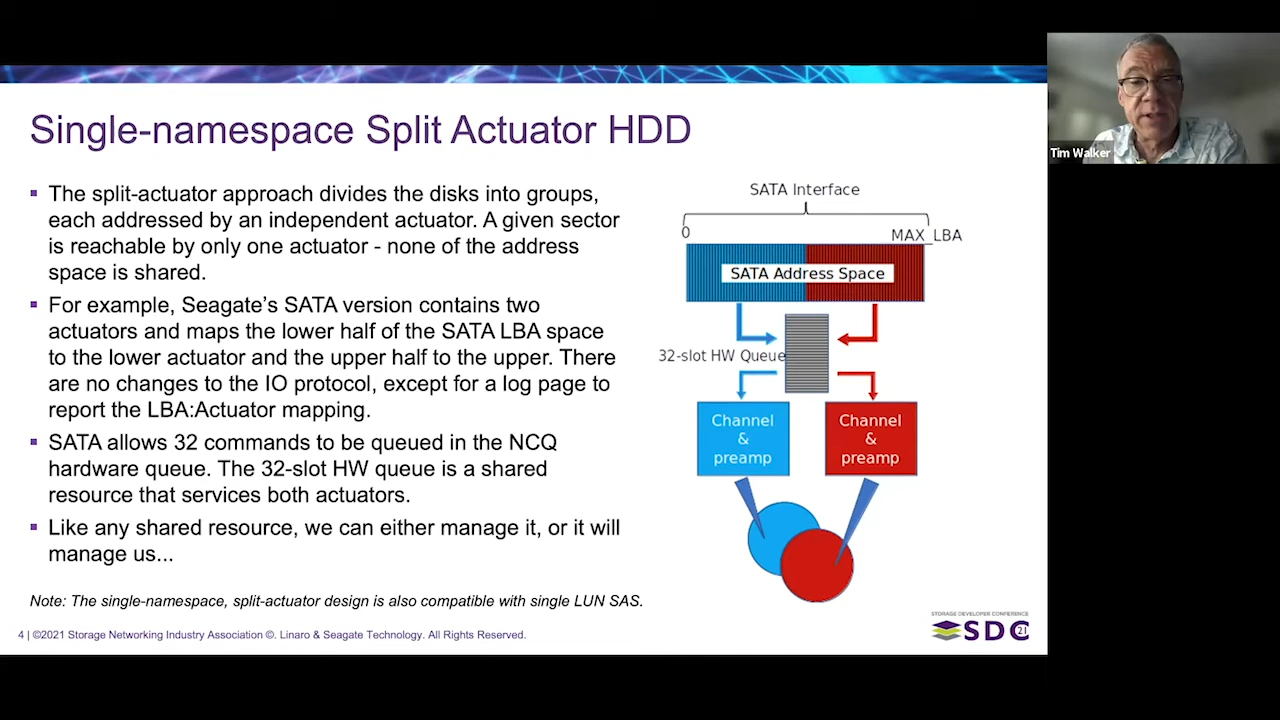 Single-namespace Split Actuator HDD
▪ The split-actuator approach divides the disks into groups,
each addressed by an independent actuator. A given sector
is reachable by only one actuator - none of the address
space is shared.
▪ For example, Seagate's SATA version contains two
actuators and maps the lower half of the SATA LBA space
to the lower actuator and the upper half to the upper. There
are no changes to the IO protocol, except for a log page to
report the LBA:Actuator mapping.
▪ SATA allows 32 commands to be queued in the NCQ
hardware queue. The 32-slot HW queue is a shared
resource that services both actuators.
▪ Like any shared resource, we can either manage it, or it will
manage us...
Note: The single-namespace, split-actuator design is also compatible with single LUN SAS.
4 | ©2021 Storage Networking Industry Association ©. Linaro & Seagate Technology. All Rights Reserved.
SATA Interface
0
MAX_LBA
SATA Address Space
32-slot HW Queue
Channel
&
preamp
Channel
&
preamp
STORAGE DEVELOPER CONFERENCE
SDC 21
Tim Walker